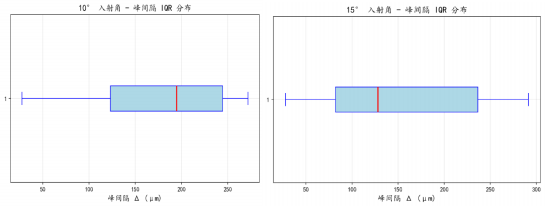 10° 入射角 - 峰间隔 IQR 分布
1
50 100 150 200 250
峰间隔 Δ (μm)
15° 入射角 - 峰间隔 IQR 分布
1
50 100 150 200 250 300
峰间隔 Δ (μm)